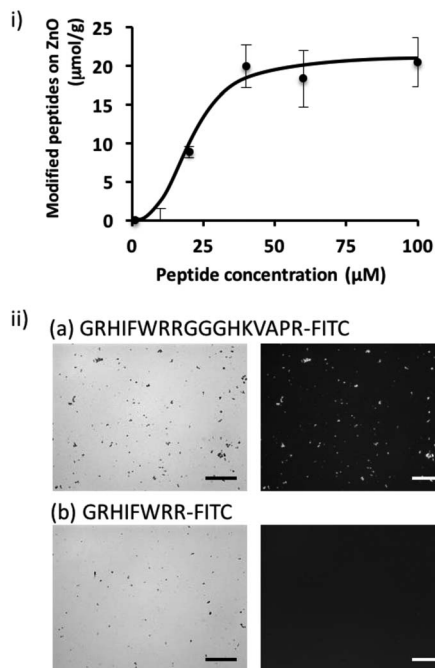 i)
Modified peptides on ZnO
(μmol/g)
25
20
15
10
5
0
0 25 50 75 100
Peptide concentration (μM)
ii)
(a) GRHIFWRRGGGHKVAPR-FITC
(b) GRHIFWRR-FITC